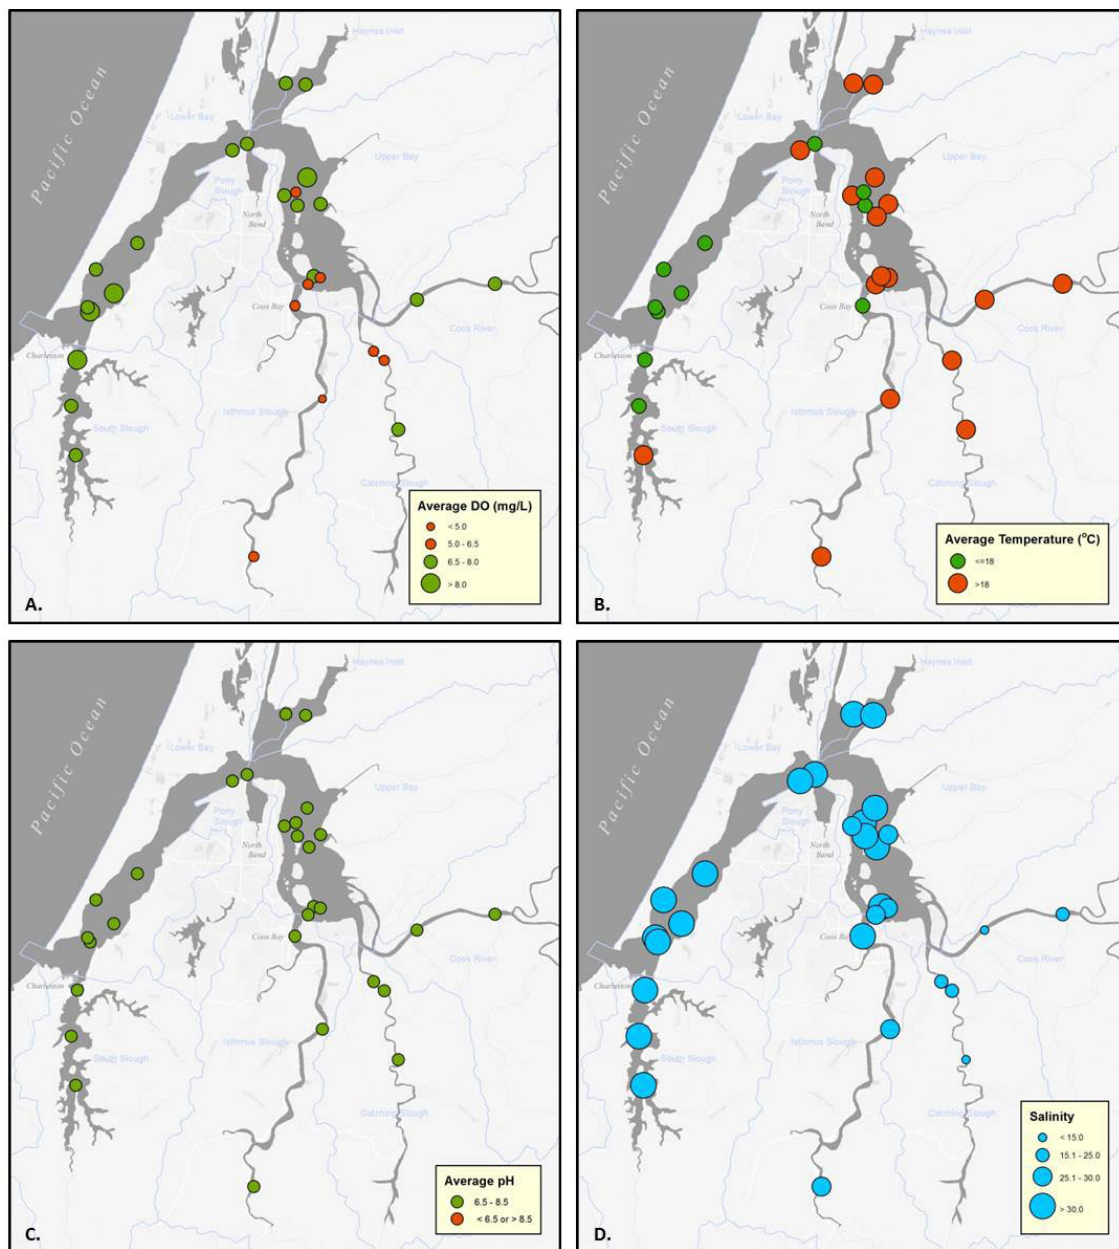 Haynes Inlet
Pacific Ocean
Lower Bay
Upper Bay
Pony
Slough
North
Bend
Coos Bay
Coos River
Charleston
Isthmus Slough
South Slough
Catching Slough
Average DO (mg/L)
< 5.0
5.0 - 6.5
6.5 - 8.0
> 8.0
A.
Haynes Inlet
Pacific Ocean
Lower Bay
Upper Bay
Pony
Slough
North
Bend
Coos Bay
Coos River
Charleston
Isthmus Slough
South Slough
Catching Slough
Average Temperature (°C)
<=18
>18
B.
Haynes Inlet
Pacific Ocean
Lower Bay
Upper Bay
Pony
Slough
North
Bend
Coos Bay
Coos River
Charleston
Isthmus Slough
South Slough
Catching Slough
Average pH
6.5 - 8.5
< 6.5 or > 8.5
C.
Haynes Inlet
Pacific Ocean
Lower Bay
Upper Bay
Pony
Slough
North
Bend
Coos Bay
Coos River
Charleston
Isthmus Slough
South Slough
Catching Slough
Salinity
< 15.0
15.1 - 25.0
25.1 - 30.0
> 30.0
D.